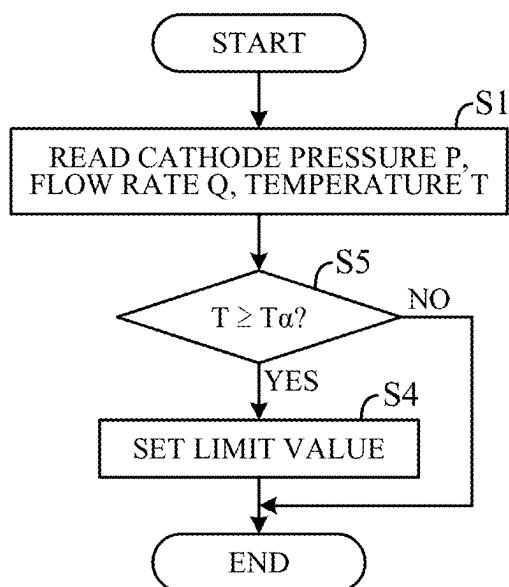 START
S1
READ CATHODE PRESSURE P,
FLOW RATE Q, TEMPERATURE T
S5
T ≥ Tα?
NO
YES
S4
SET LIMIT VALUE
END